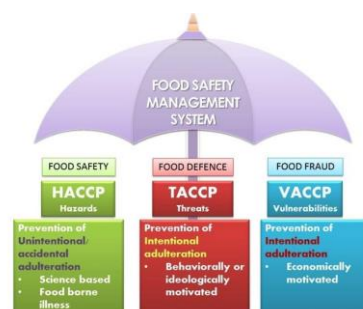 FOOD SAFETY
MANAGEMENT
SYSTEM
FOOD SAFETY
HACCP
Hazards
Prevention of
Unintentional/
accidental
adulteration
• Science based
• Food borne
illness
FOOD DEFENCE
TACCP
Threats
Prevention of
Intentional
adulteration
• Behaviorally or
ideologically
motivated
FOOD FRAUD
VACCP
Vulnerabilities
Prevention of
Intentional
adulteration
• Economically
motivated